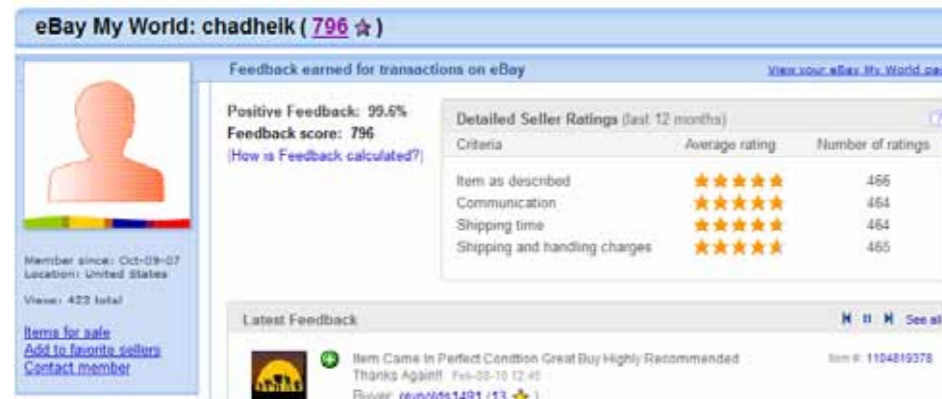 eBay My World: chadheik ( 796 )
Feedback earned for transactions on eBay
View your eBay My World pa
Positive Feedback: 99.6%
Feedback score: 796
[How is Feedback calculated?]
Detailed Seller Ratings (last 12 months)
[?
Criteria Average rating Number of ratings
Item as described 466
Communication 464
Shipping time 464
Shipping and handling charges 465
Member since: Oct-09-07
Location: United States
Views: 423 total
Items for sale
Add to favorite sellers
Contact member
Latest Feedback
See all
Item Came In Perfect Condtion Great Buy Highly Recommended
Thanks Again!! Feb-08-10 12:45
Item #: 1104819378
Buyer: reynolds1491 (13 )